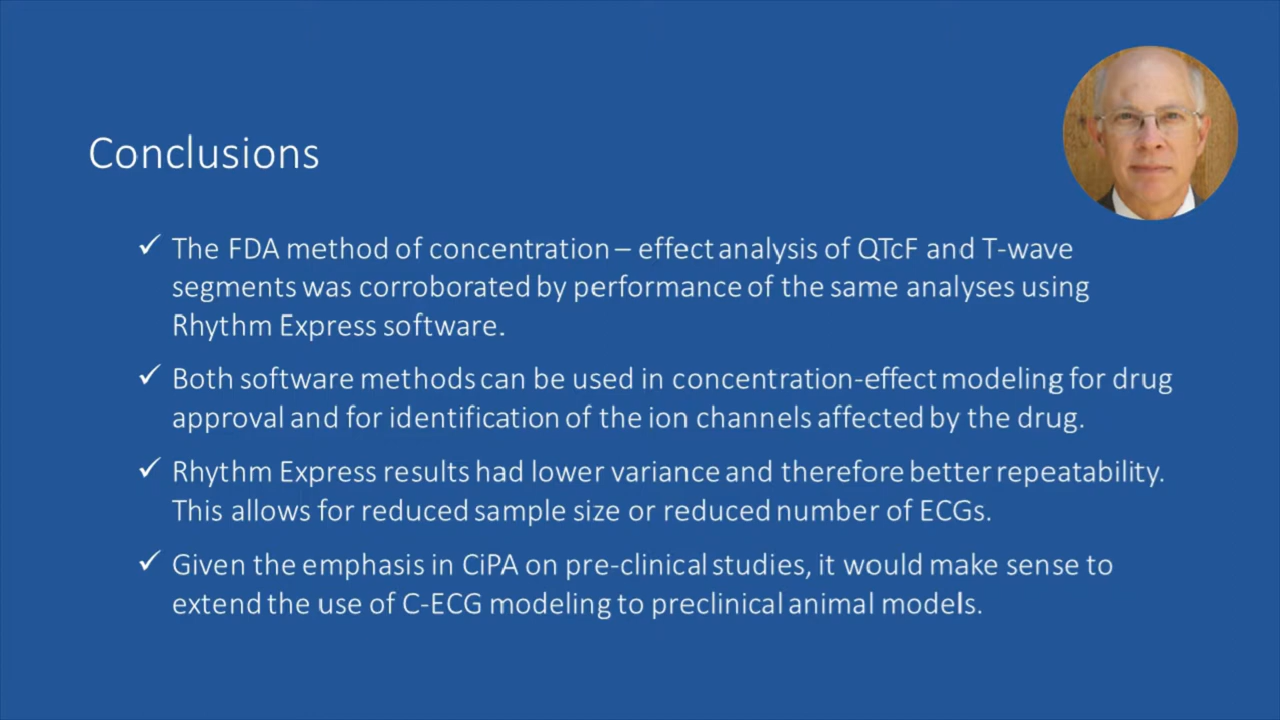 Conclusions
✓ The FDA method of concentration – effect analysis of QTcF and T-wave
segments was corroborated by performance of the same analyses using
Rhythm Express software.
✓ Both software methods can be used in concentration-effect modeling for drug
approval and for identification of the ion channels affected by the drug.
✓ Rhythm Express results had lower variance and therefore better repeatability.
This allows for reduced sample size or reduced number of ECGs.
✓ Given the emphasis in CiPA on pre-clinical studies, it would make sense to
extend the use of C-ECG modeling to preclinical animal models.